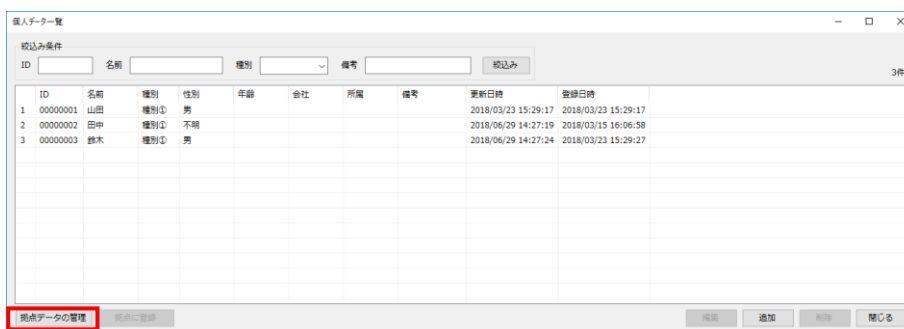 個人データ一覧
絞込み条件
ID 名前 種別 備考 絞込み
3件
ID 名前 種別 性別 年齢 会社 所属 備考 更新日時 登録日時
1 00000001 山田 種別① 男 2018/03/23 15:29:17 2018/03/23 15:29:17
2 00000002 田中 種別① 不明 2018/06/29 14:27:19 2018/03/15 16:06:58
3 00000003 鈴木 種別① 男 2018/06/29 14:27:24 2018/03/23 15:29:27
拠点データの管理 拠点に登録 編集 追加 削除 閉じる